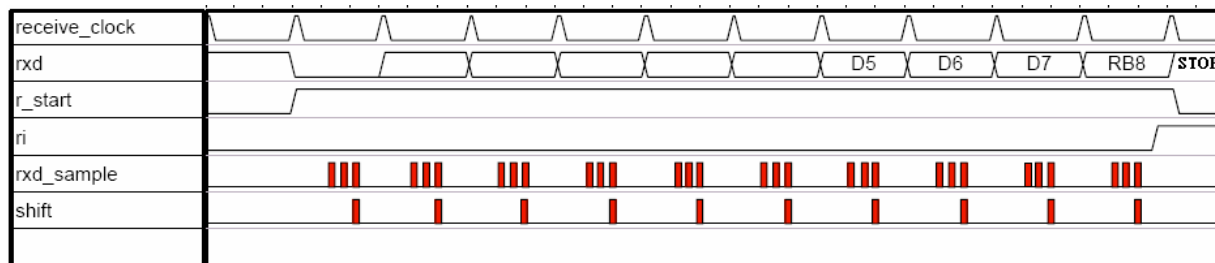 receive_clock
rxd D5 D6 D7 RB8 STOP
r_start
ri
rxd_sample
shift